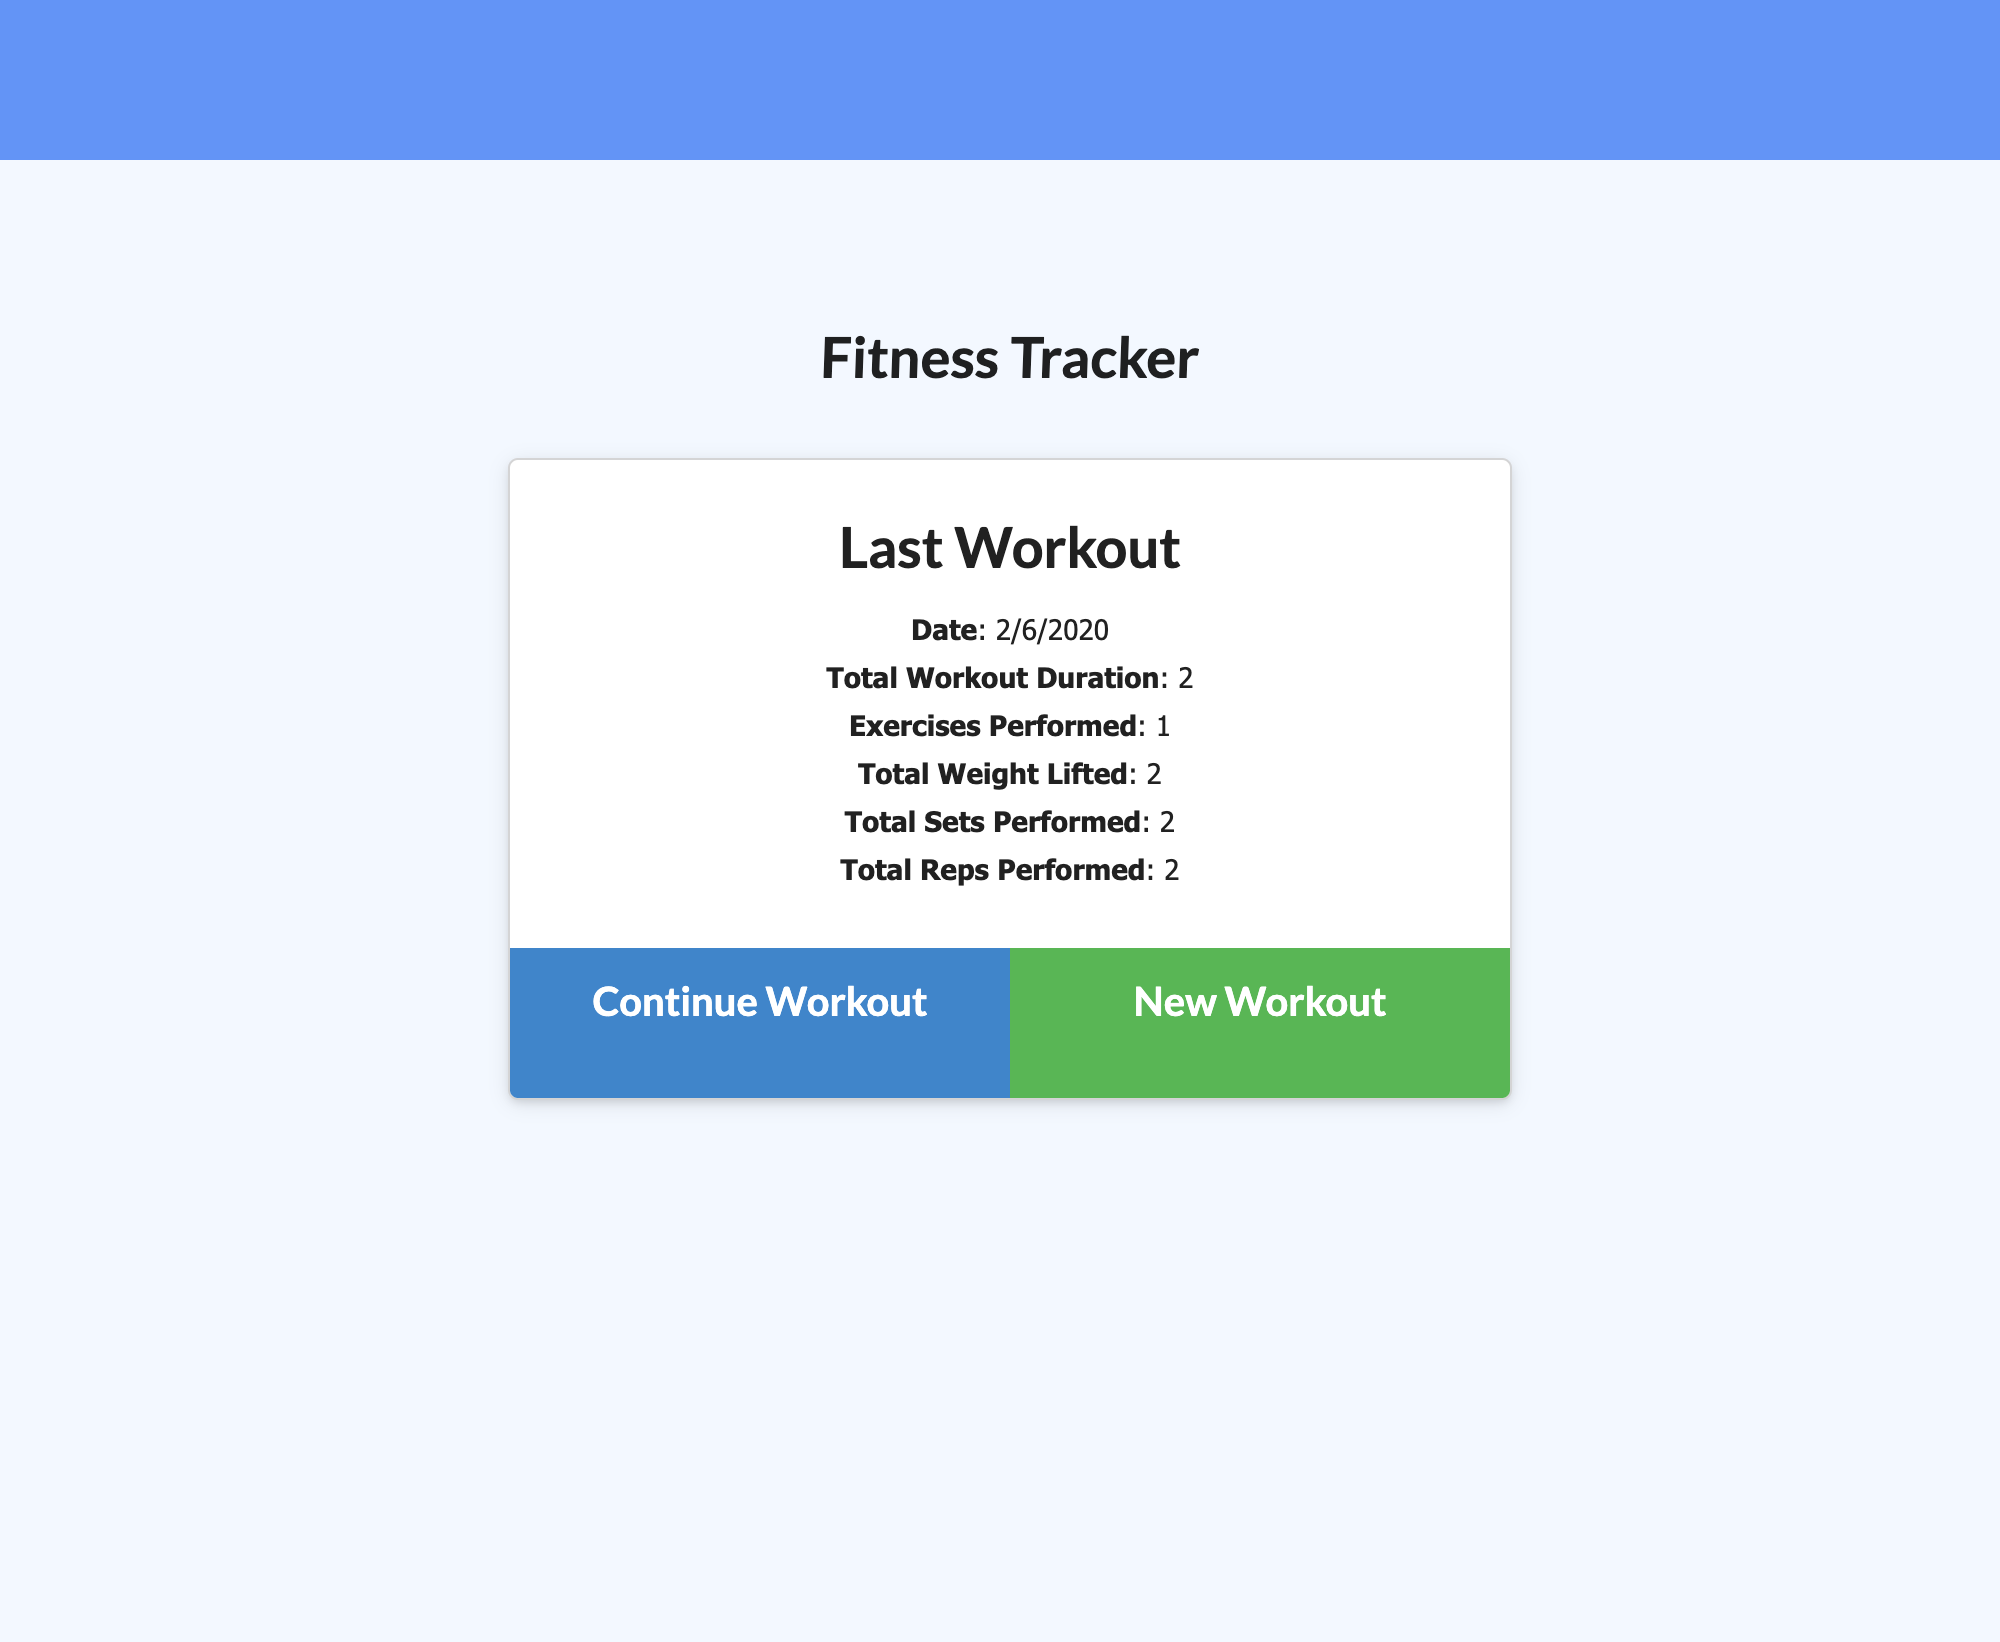 Fitness Tracker
Last Workout
Date: 2/6/2020
Total Workout Duration: 2
Exercises Performed: 1
Total Weight Lifted: 2
Total Sets Performed: 2
Total Reps Performed: 2
Continue Workout
New Workout